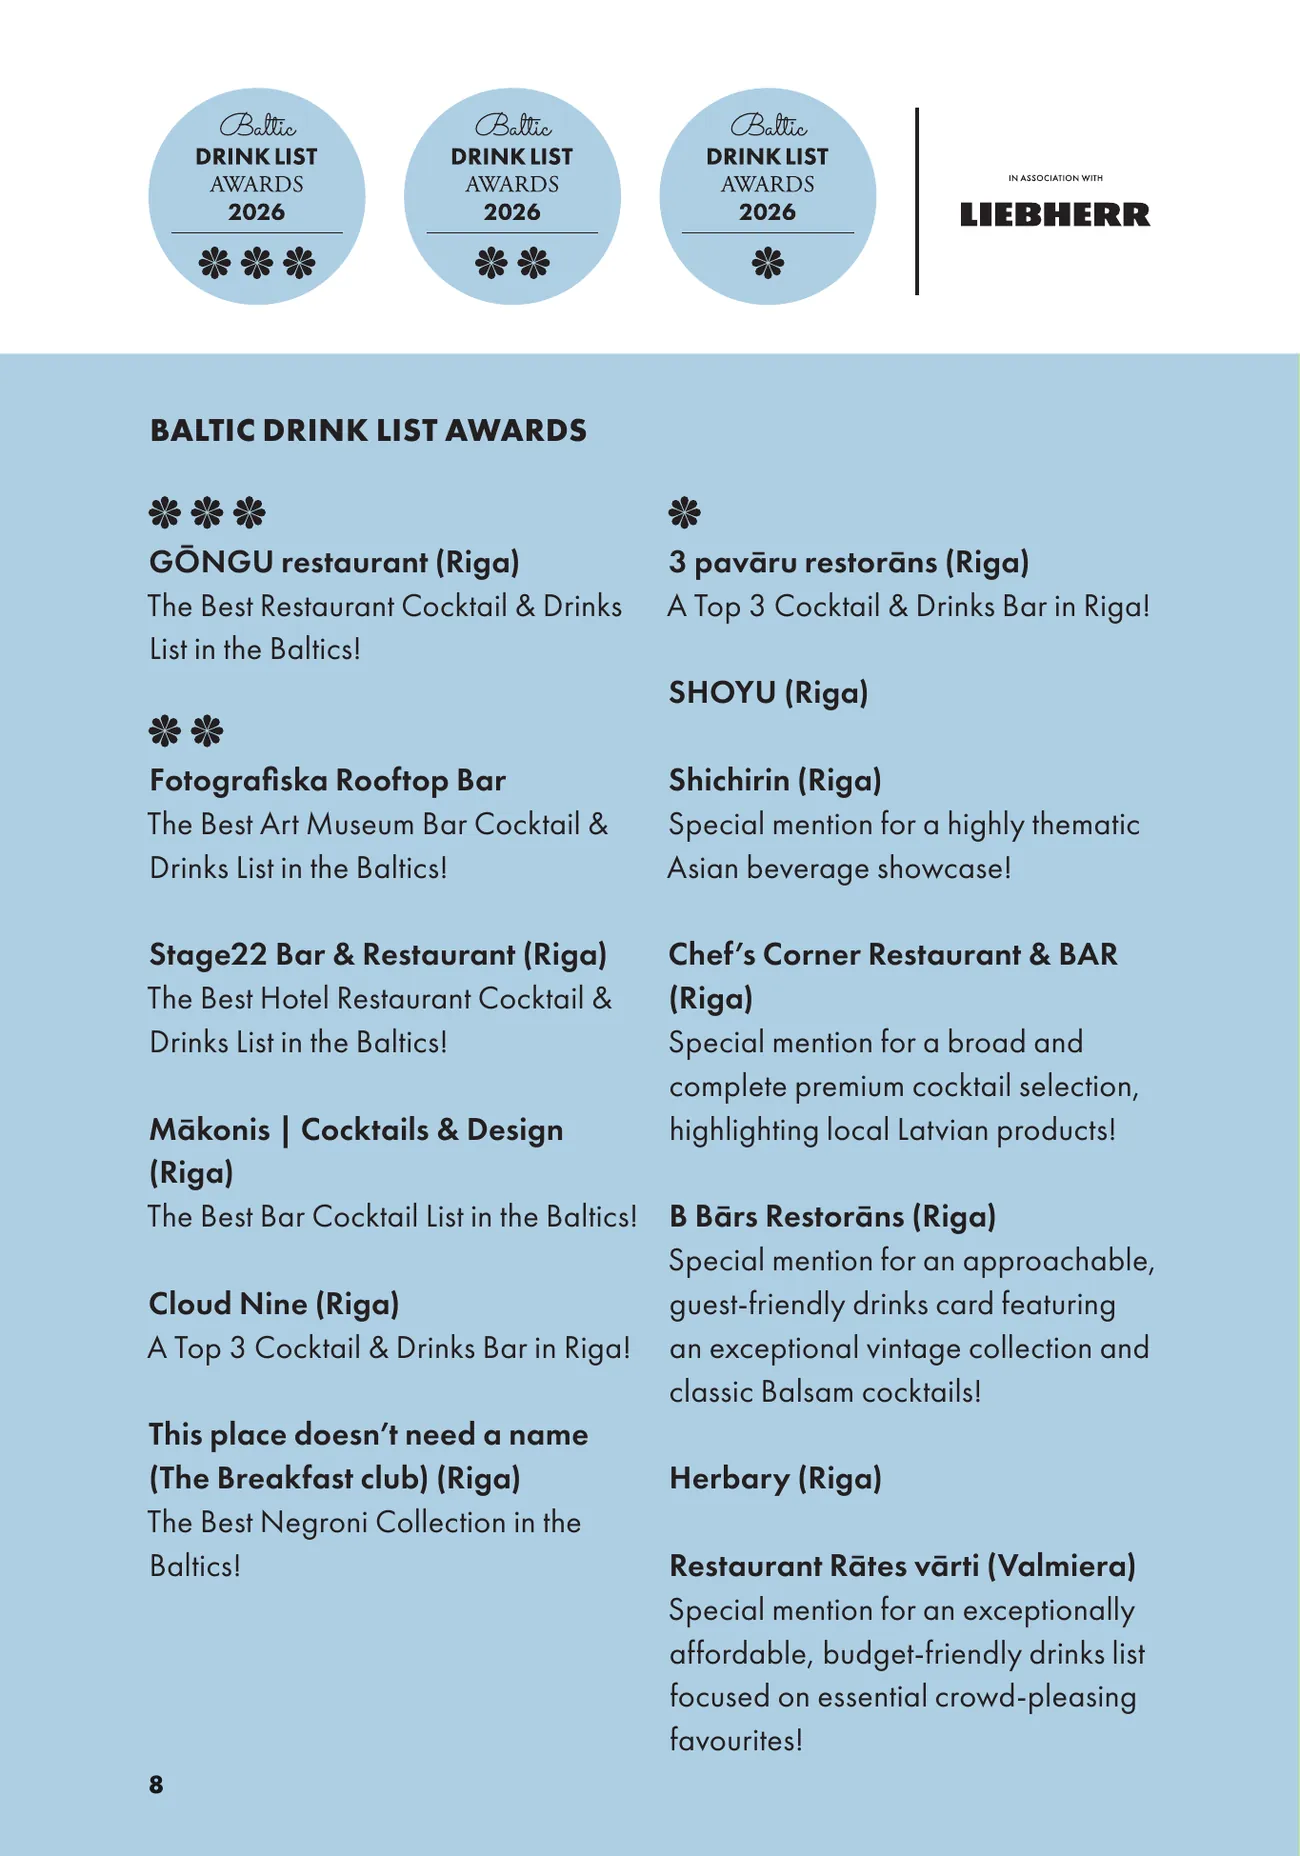 Baltic
DRINK LIST
AWARDS
2026
Baltic
DRINK LIST
AWARDS
2026
Baltic
DRINK LIST
AWARDS
2026
IN ASSOCIATION WITH
LIEBHERR
BALTIC DRINK LIST AWARDS
GŌNGU restaurant (Riga)
The Best Restaurant Cocktail & Drinks
List in the Baltics!
Fotografiska Rooftop Bar
The Best Art Museum Bar Cocktail &
Drinks List in the Baltics!
Stage22 Bar & Restaurant (Riga)
The Best Hotel Restaurant Cocktail &
Drinks List in the Baltics!
Mākonis | Cocktails & Design
(Riga)
The Best Bar Cocktail List in the Baltics!
Cloud Nine (Riga)
A Top 3 Cocktail & Drinks Bar in Riga!
This place doesn’t need a name
(The Breakfast club) (Riga)
The Best Negroni Collection in the
Baltics!
3 pavāru restorāns (Riga)
A Top 3 Cocktail & Drinks Bar in Riga!
SHOYU (Riga)
Shichirin (Riga)
Special mention for a highly thematic
Asian beverage showcase!
Chef’s Corner Restaurant & BAR
(Riga)
Special mention for a broad and
complete premium cocktail selection,
highlighting local Latvian products!
B Bārs Restorāns (Riga)
Special mention for an approachable,
guest-friendly drinks card featuring
an exceptional vintage collection and
classic Balsam cocktails!
Herbary (Riga)
Restaurant Rātes vārti (Valmiera)
Special mention for an exceptionally
affordable, budget-friendly drinks list
focused on essential crowd-pleasing
favourites!
8